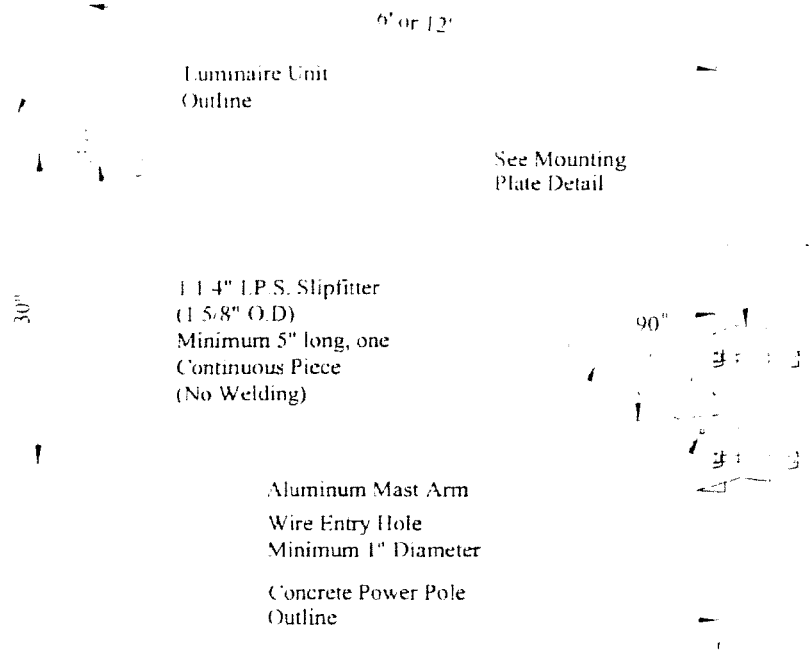 6' or 12'
Luminaire Unit
Outline
See Mounting
Plate Detail
30"
1 1 4" I.P.S. Slipfitter
(1 5/8" O.D)
Minimum 5" long, one
Continuous Piece
(No Welding)
90"
Aluminum Mast Arm
Wire Entry Hole
Minimum 1" Diameter
Concrete Power Pole
Outline